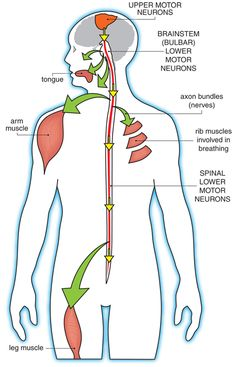 UPPER MOTOR
NEURONS
BRAINSTEM
(BULBAR)
LOWER
MOTOR
NEURONS
tongue
axon bundles
(nerves)
arm
muscle
rib muscles
involved in
breathing
SPINAL
LOWER
MOTOR
NEURONS
leg muscle